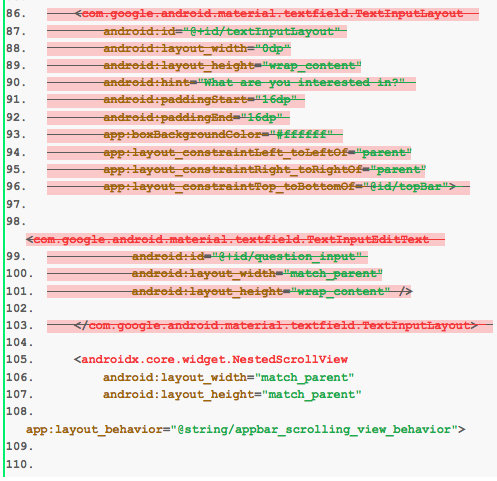 86. <com.google.android.material.textfield.TextInputLayout
87. android:id="@+id/textInputLayout"
88. android:layout_width="0dp"
89. android:layout_height="wrap_content"
90. android:hint="What are you interested in?"
91. android:paddingStart="16dp"
92. android:paddingEnd="16dp"
93. app:boxBackgroundColor="#ffffff"
94. app:layout_constraintLeft_toLeftOf="parent"
95. app:layout_constraintRight_toRightOf="parent"
96. app:layout_constraintTop_toBottomOf="@id/topBar">
97.
98.
<com.google.android.material.textfield.TextInputEditText
99. android:id="@+id/question_input"
100. android:layout_width="match_parent"
101. android:layout_height="wrap_content" />
102.
103. </com.google.android.material.textfield.TextInputLayout>
104.
105. <androidx.core.widget.NestedScrollView
106. android:layout_width="match_parent"
107. android:layout_height="match_parent"
108.
app:layout_behavior="@string/appbar_scrolling_view_behavior">
109.
110.